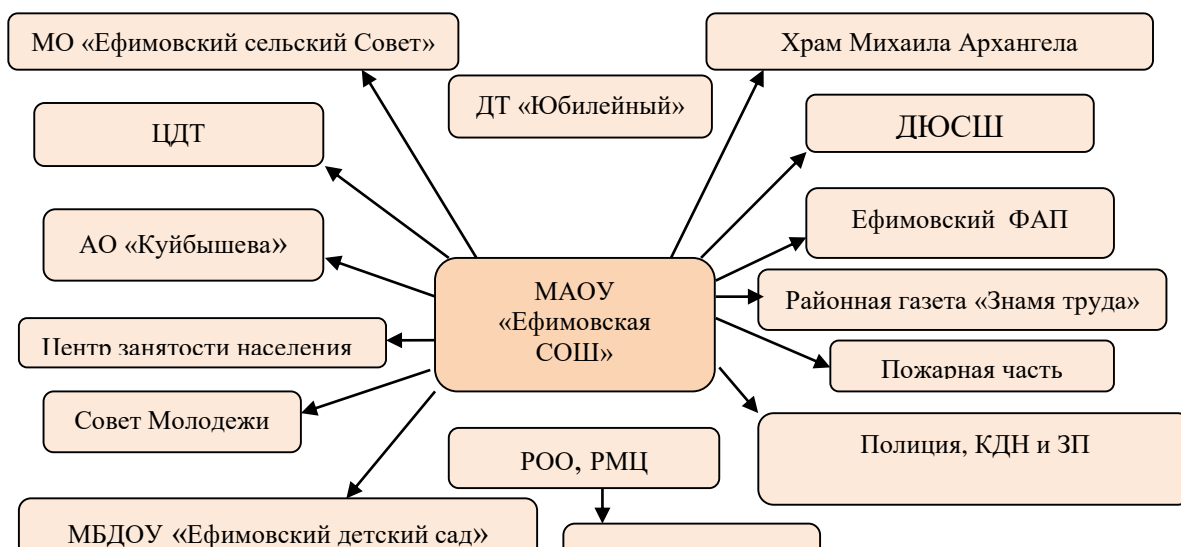 МО «Ефимовский сельский Совет»
Храм Михаила Архангела
ДТ «Юбилейный»
ЦДТ
ДЮСШ
Ефимовский ФАП
АО «Куйбышева»
МАОУ
«Ефимовская
СОШ»
Районная газета «Знамя труда»
Центр занятости населения
Пожарная часть
Совет Молодежи
Полиция, КДН и ЗП
РОО, РМЦ
МБДОУ «Ефимовский детский сад»